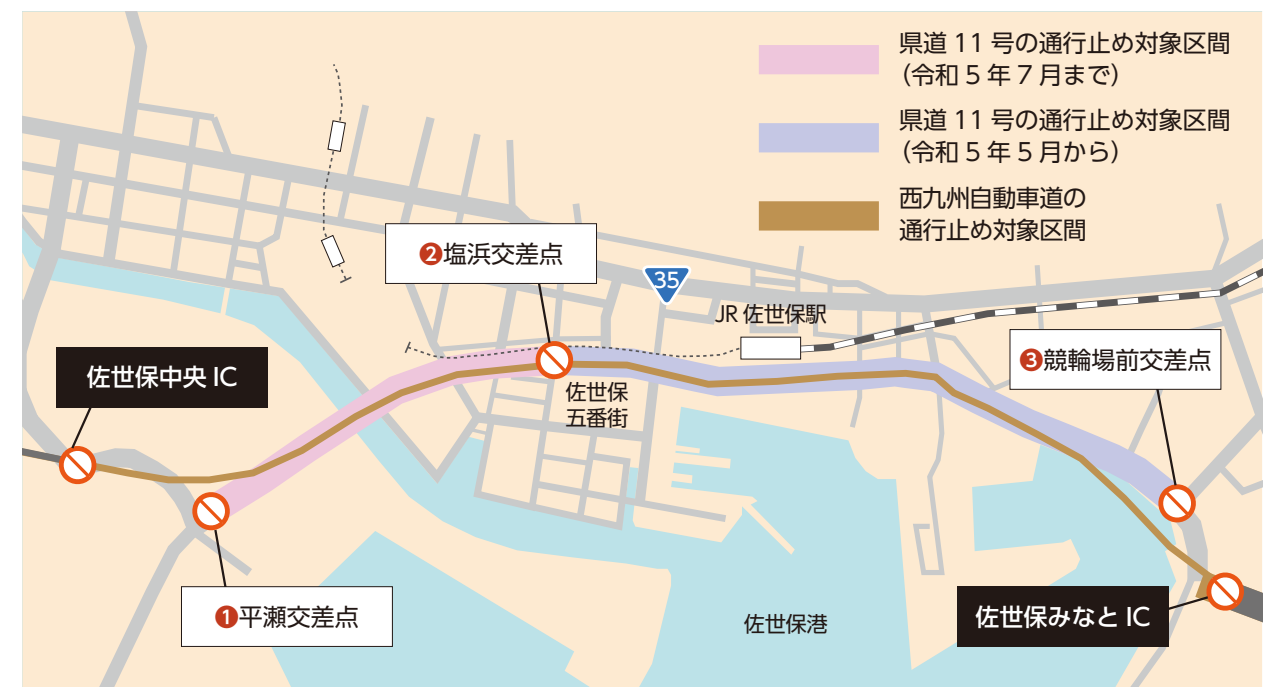 県道 11 号の通行止め対象区間
（令和 5 年 7 月まで）
県道 11 号の通行止め対象区間
（令和 5 年 5 月から）
西九州自動車道の
通行止め対象区間
❷塩浜交差点
35
JR 佐世保駅
❸競輪場前交差点
佐世保中央 IC
佐世保
五番街
❶平瀬交差点
佐世保港
佐世保みなと IC